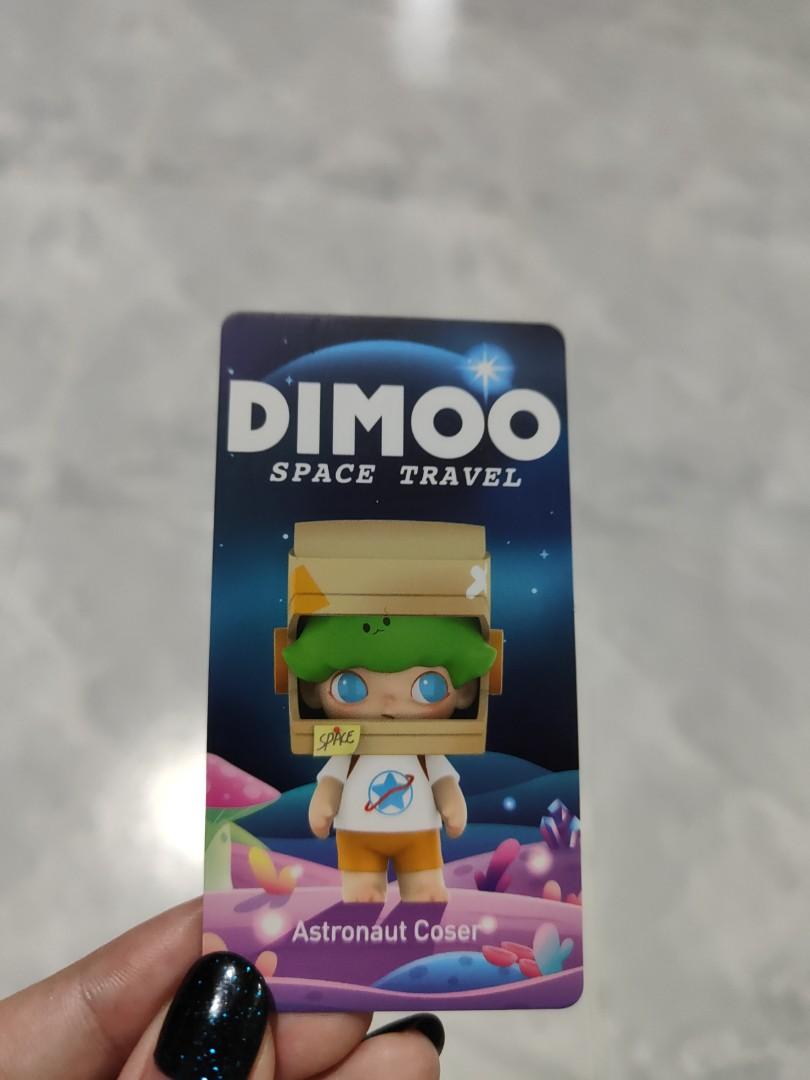 DIMOO
SPACE TRAVEL
SPACE
Astronaut Coser